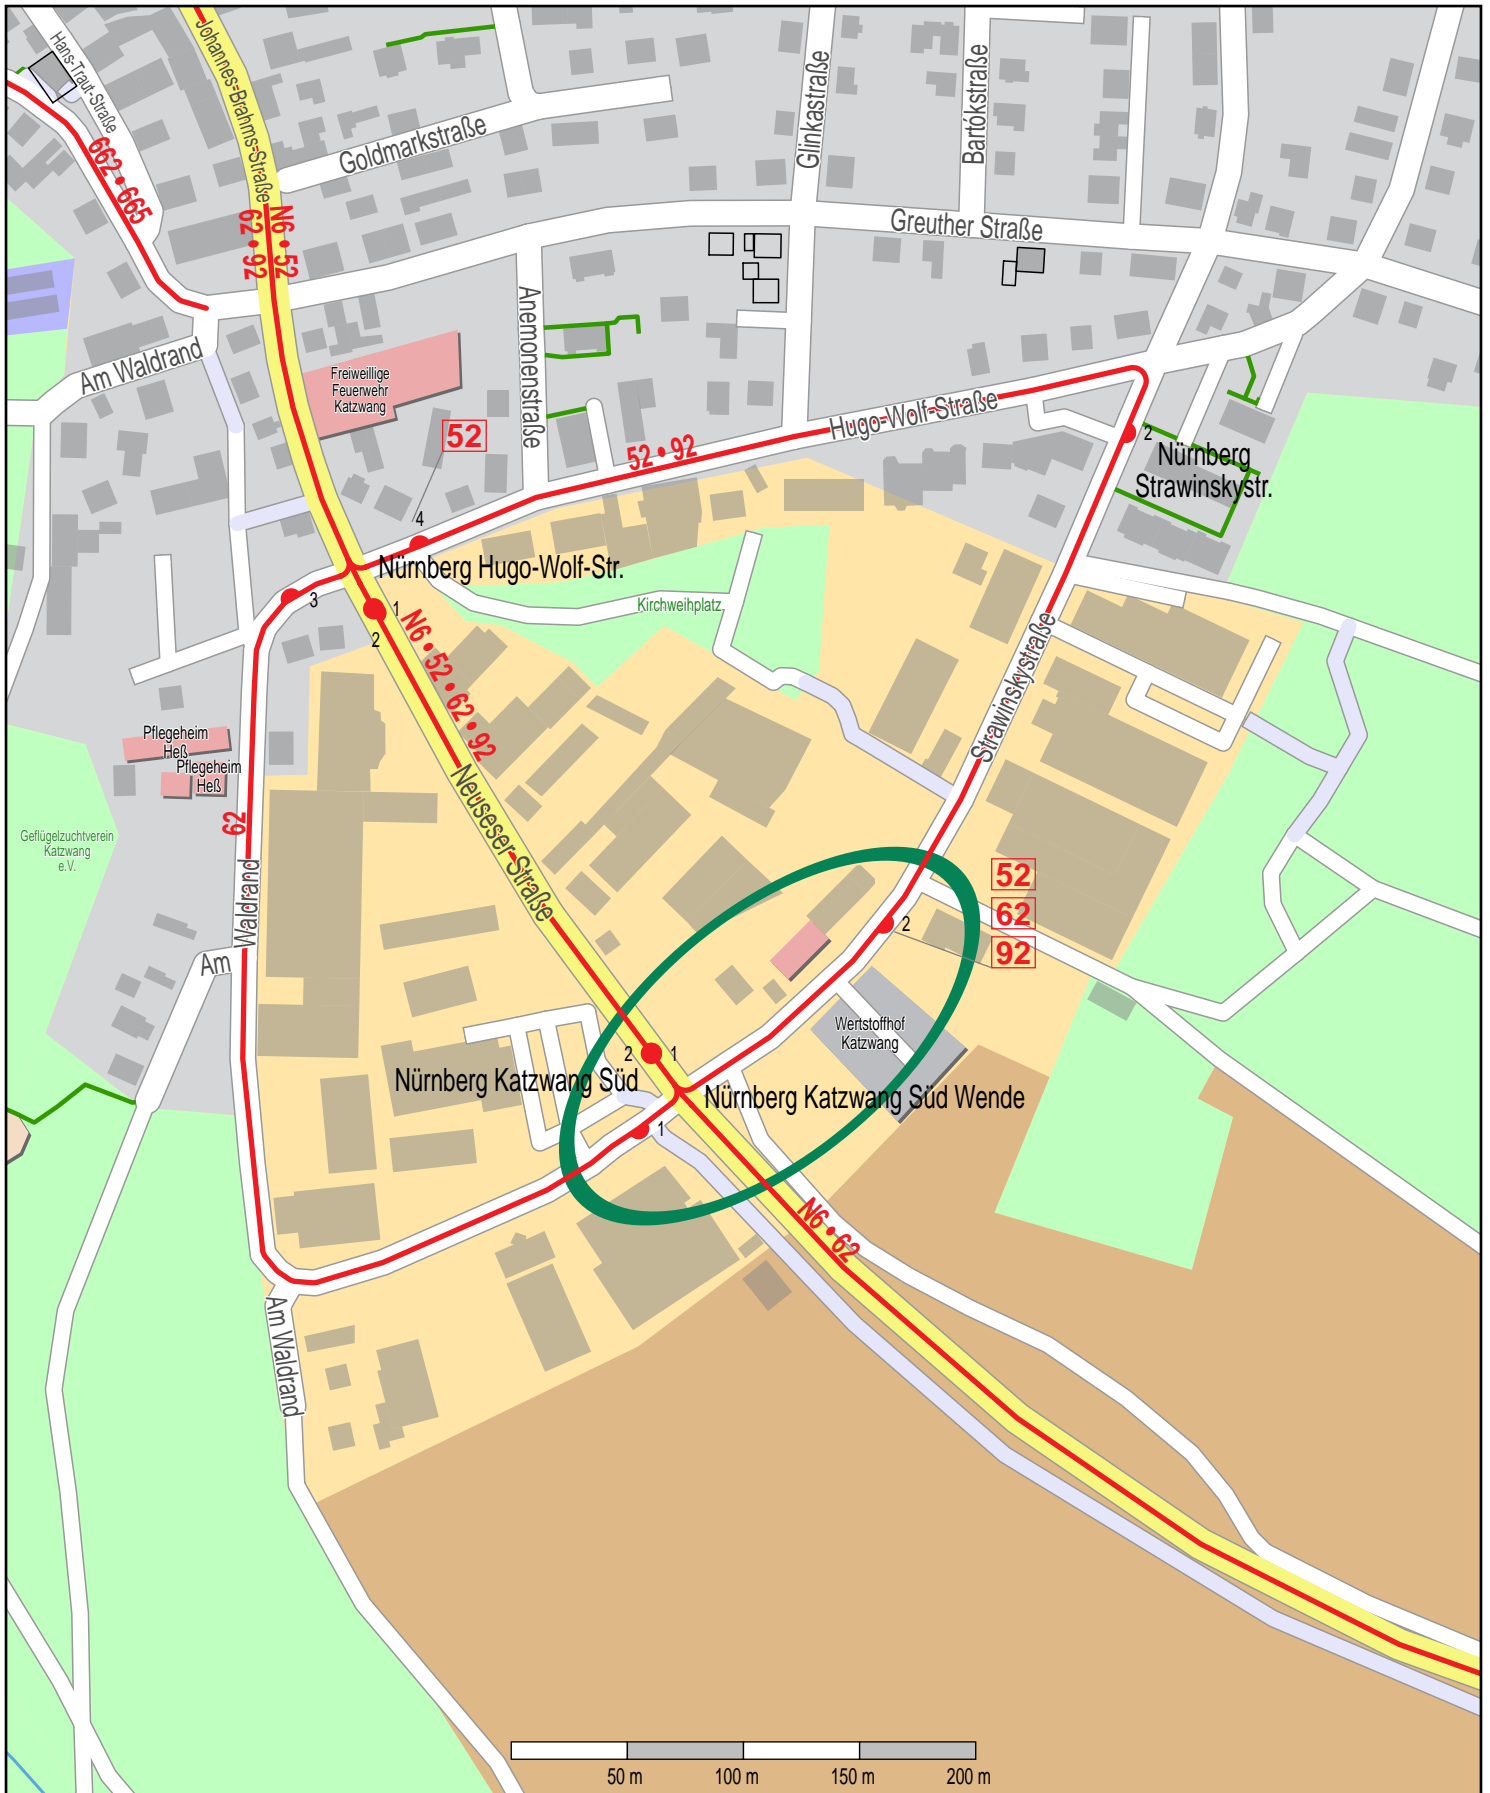 Hans-Traut-Straße
Johannes-Brahms-Straße
Goldmarkstraße
Glinkastraße
Bartókstraße
662 • 665
62 • 92
N6 • 52
Greuther Straße
Anemonenstraße
Am Waldrand
Freiweillige
Feuerwehr
Katzwang
52
52 • 92
Hugo-Wolf-Straße
2
Nürnberg
Strawinskystr.
4
Nürnberg Hugo-Wolf-Str.
3
1
2
Kirchweihplatz
N6 • 52 • 62 • 92
Strawinskystraße
Pflegeheim
Heß
Pflegeheim
Heß
62
Geflügelzuchtverein
Katzwang
e.V.
Neuseser Straße
Waldrand
Am
52
62
92
2
Wertstoffhof
Katzwang
2
1
Nürnberg Katzwang Süd
Nürnberg Katzwang Süd Wende
1
N6 • 62
Am Waldrand
50 m
100 m
150 m
200 m